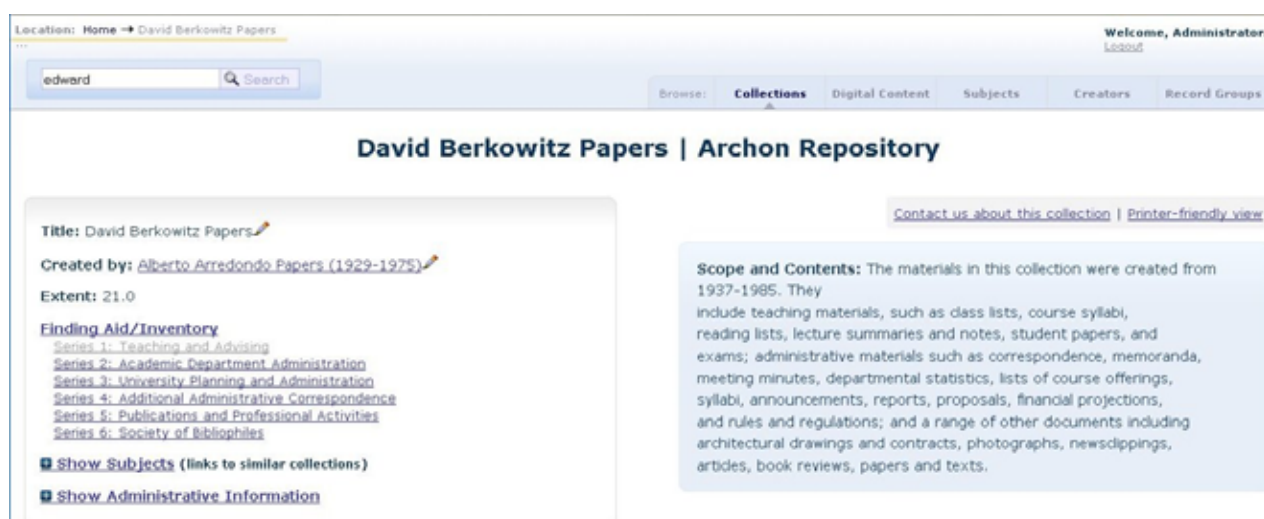 Location: Home → David Berkowitz Papers
...
Welcome, Administrator
Logout
edward
Search
Browse: Collections Digital Content Subjects Creators Record Groups
David Berkowitz Papers | Archon Repository
Contact us about this collection | Printer-friendly view
Title: David Berkowitz Papers
Created by: Alberto Arredondo Papers (1929-1975)
Extent: 21.0
Finding Aid/Inventory
Series 1: Teaching and Advising
Series 2: Academic Department Administration
Series 3: University Planning and Administration
Series 4: Additional Administrative Correspondence
Series 5: Publications and Professional Activities
Series 6: Society of Bibliophiles
Show Subjects (links to similar collections)
Show Administrative Information
Scope and Contents: The materials in this collection were created from
1937-1985. They
include teaching materials, such as class lists, course syllabi,
reading lists, lecture summaries and notes, student papers, and
exams; administrative materials such as correspondence, memoranda,
meeting minutes, departmental statistics, lists of course offerings,
syllabi, announcements, reports, proposals, financial projections,
and rules and regulations; and a range of other documents including
architectural drawings and contracts, photographs, newsclippings,
articles, book reviews, papers and texts.